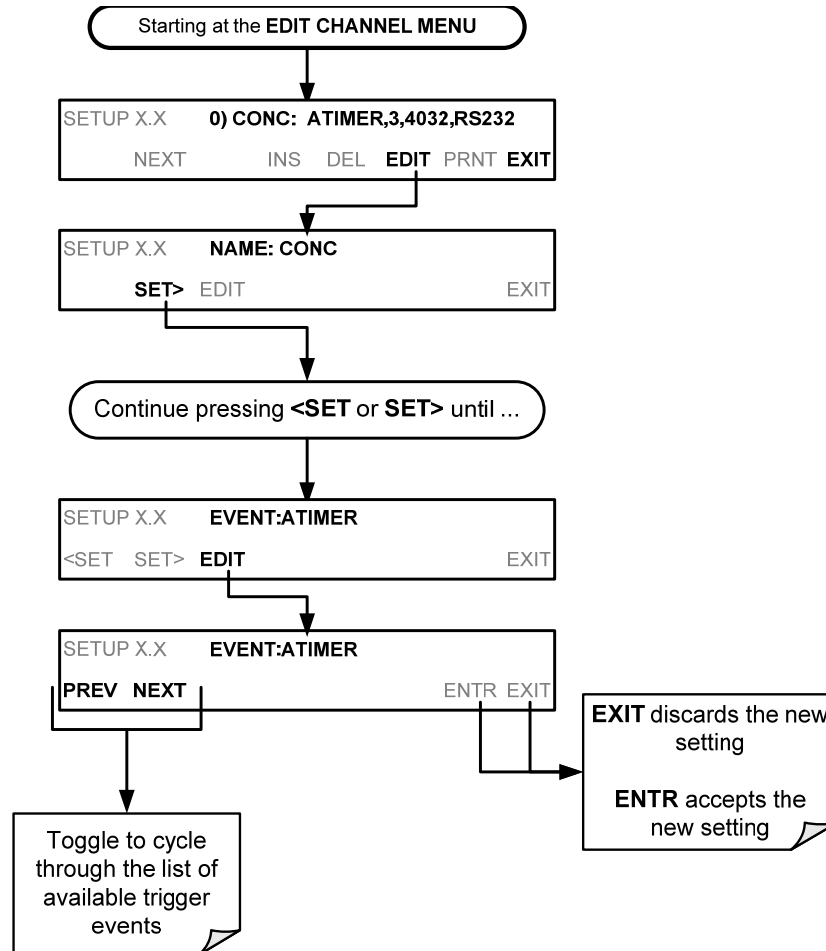 Starting at the EDIT CHANNEL MENU
SETUP X.X 0) CONC: ATIMER,3,4032,RS232
NEXT INS DEL EDIT PRNT EXIT
SETUP X.X NAME: CONC
SET> EDIT EXIT
Continue pressing <SET or SET> until ...
SETUP X.X EVENT:ATIMER
<SET SET> EDIT EXIT
SETUP X.X EVENT:ATIMER
PREV NEXT ENTR EXIT
EXIT discards the new
setting
ENTR accepts the
new setting
Toggle to cycle
through the list of
available trigger
events